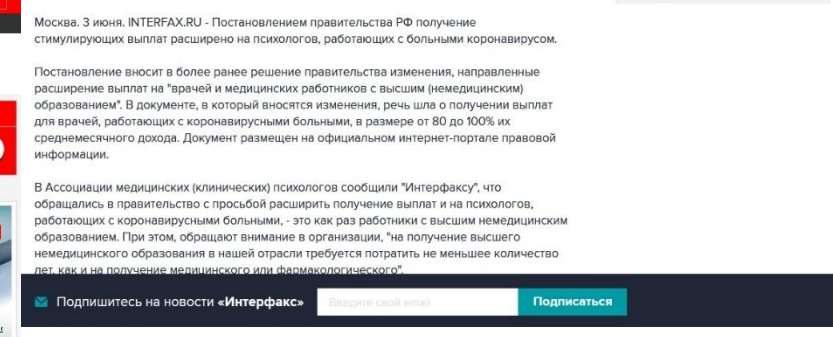 Москва. 3 июня. INTERFAX.RU - Постановлением правительства РФ получение
стимулирующих выплат расширено на психологов, работающих с больными коронавирусом.
Постановление вносит в более ранее решение правительства изменения, направленные
расширение выплат на "врачей и медицинских работников с высшим (немедицинским)
образованием". В документе, в который вносятся изменения, речь шла о получении выплат
для врачей, работающих с коронавирусными больными, в размере от 80 до 100% их
среднемесячного дохода. Документ размещен на официальном интернет-портале правовой
информации.
В Ассоциации медицинских (клинических) психологов сообщили "Интерфаксу", что
обращались в правительство с просьбой расширить получение выплат и на психологов,
работающих с коронавирусными больными, - это как раз работники с высшим немедицинским
образованием. При этом, обращают внимание в организации, "на получение высшего
немедицинского образования в нашей отрасли требуется потратить не меньшее количество
лет, как и на получение медицинского или фармакологического".
Подпишитесь на новости «Интерфакс» Введите свой email Подписаться